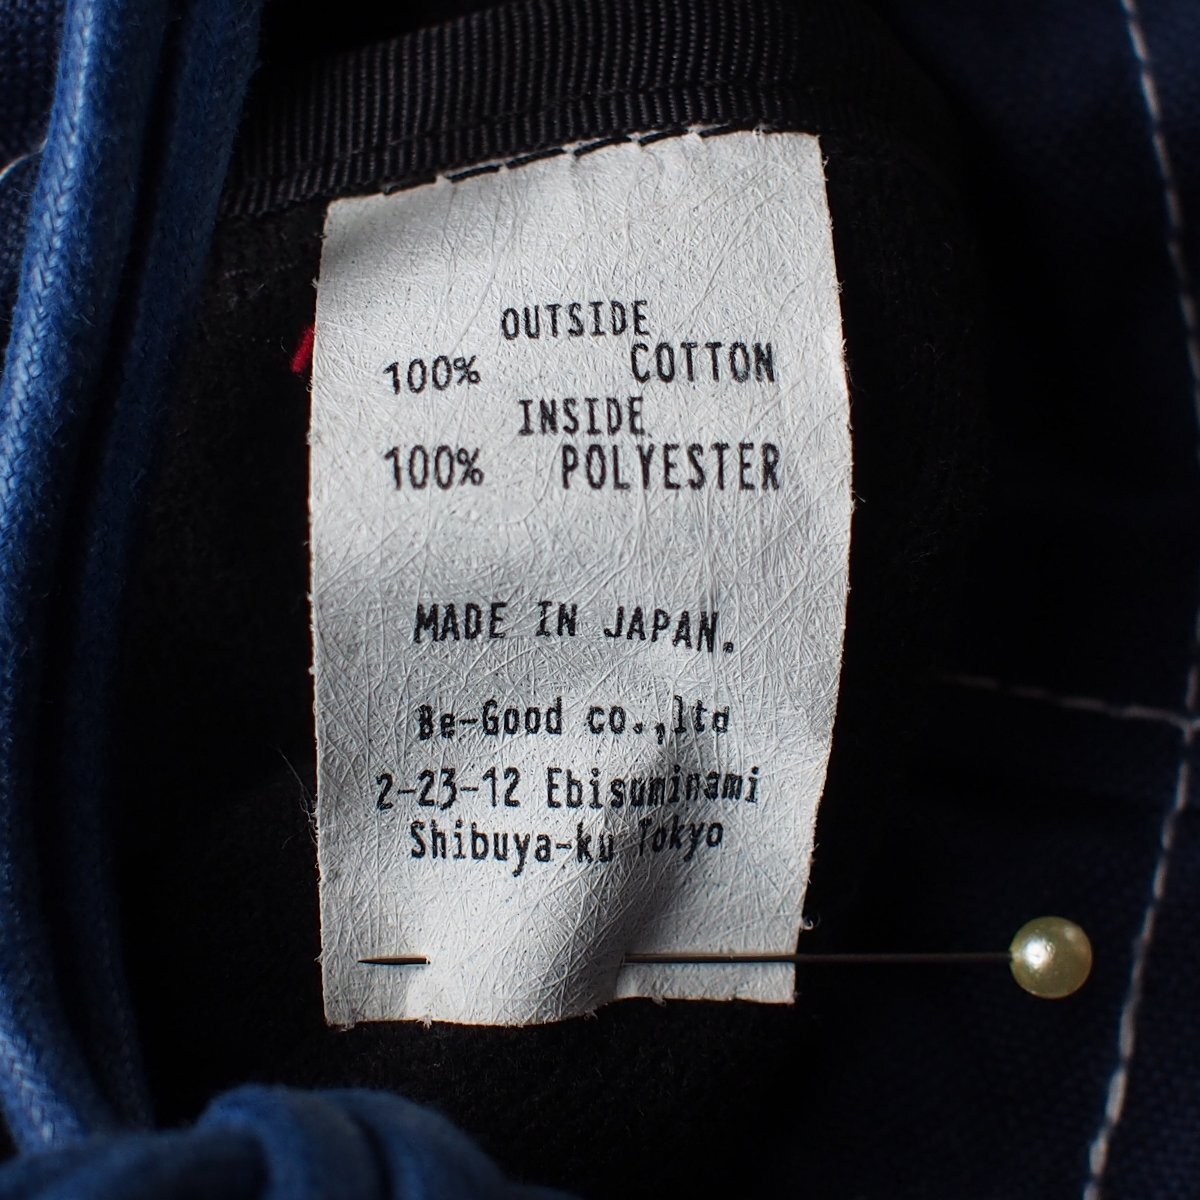 OUTSIDE
100% COTTON
INSIDE
100% POLYESTER
MADE IN JAPAN.
Be-Good co.,ltd
2-23-12 Ebisuminami
Shibuya-ku Tokyo